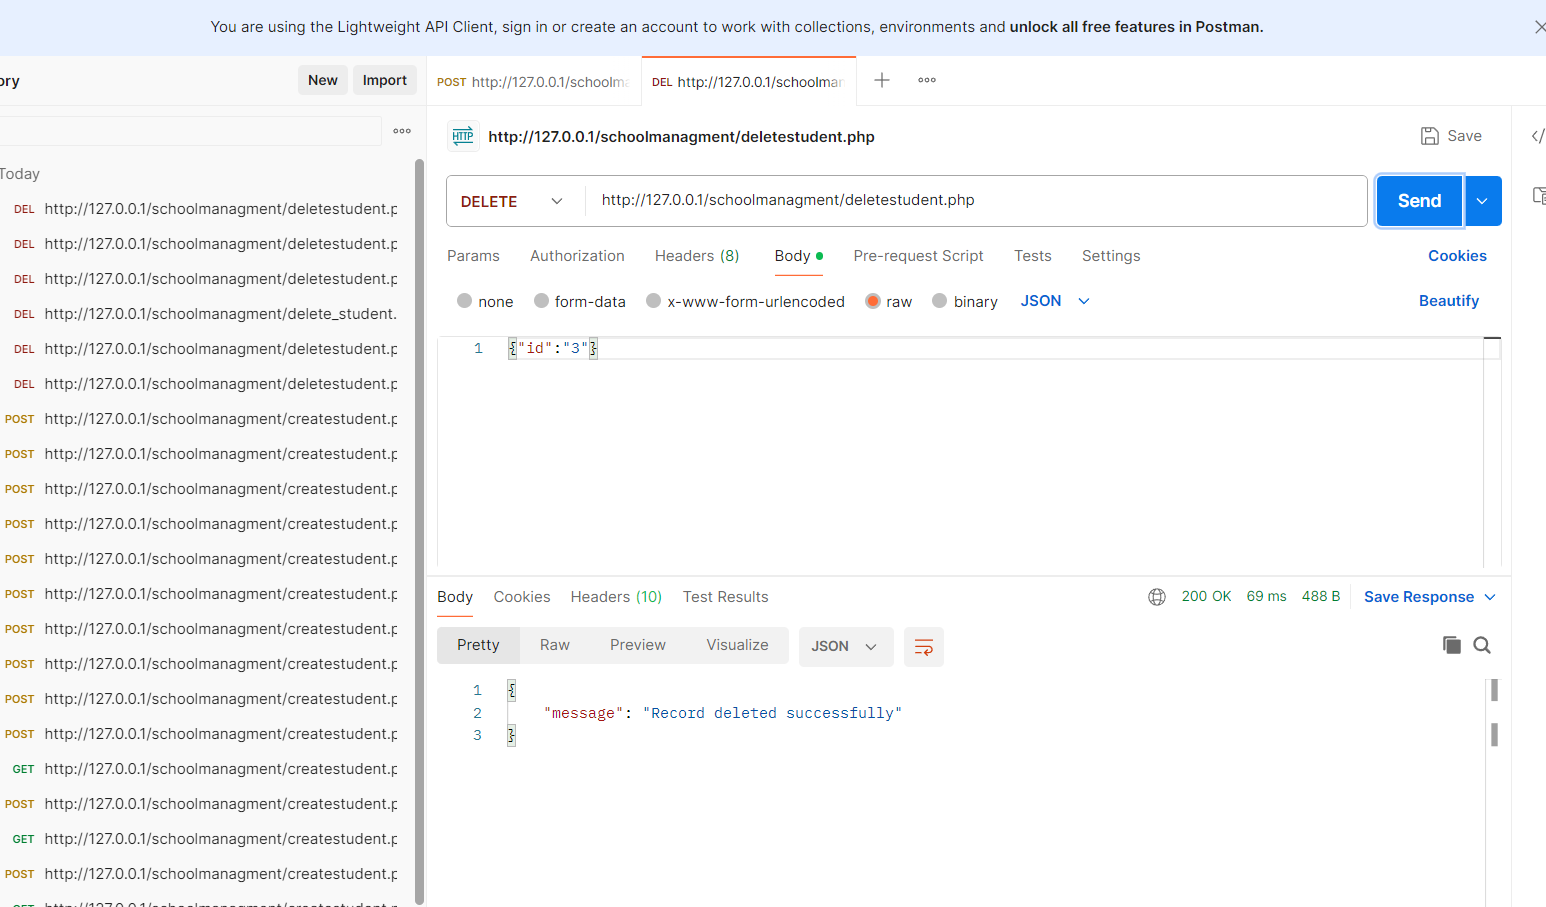 You are using the Lightweight API Client, sign in or create an account to work with collections, environments and unlock all free features in Postman.
ory
New
Import
POST http://127.0.0.1/schoolma
DEL http://127.0.0.1/schoolman
HTTP http://127.0.0.1/schoolmanagment/deletestudent.php
Save
Today
DEL http://127.0.0.1/schoolmanagment/deletestudent.p
DEL http://127.0.0.1/schoolmanagment/deletestudent.p
DEL http://127.0.0.1/schoolmanagment/deletestudent.p
DEL http://127.0.0.1/schoolmanagment/delete_student.
DEL http://127.0.0.1/schoolmanagment/deletestudent.p
DEL http://127.0.0.1/schoolmanagment/deletestudent.p
POST http://127.0.0.1/schoolmanagment/createstudent.p
POST http://127.0.0.1/schoolmanagment/createstudent.p
POST http://127.0.0.1/schoolmanagment/createstudent.p
POST http://127.0.0.1/schoolmanagment/createstudent.p
POST http://127.0.0.1/schoolmanagment/createstudent.p
POST http://127.0.0.1/schoolmanagment/createstudent.p
POST http://127.0.0.1/schoolmanagment/createstudent.p
POST http://127.0.0.1/schoolmanagment/createstudent.p
POST http://127.0.0.1/schoolmanagment/createstudent.p
POST http://127.0.0.1/schoolmanagment/createstudent.p
GET http://127.0.0.1/schoolmanagment/createstudent.p
POST http://127.0.0.1/schoolmanagment/createstudent.p
GET http://127.0.0.1/schoolmanagment/createstudent.p
POST http://127.0.0.1/schoolmanagment/createstudent.p
DELETE
http://127.0.0.1/schoolmanagment/deletestudent.php
Send
Params Authorization Headers (8) Body Pre-request Script Tests Settings Cookies
none form-data x-www-form-urlencoded raw binary JSON Beautify
1 {"id":"3"}
Body Cookies Headers (10) Test Results 200 OK 69 ms 488 B Save Response
Pretty Raw Preview Visualize JSON
1 {
2 "message": "Record deleted successfully"
3 }